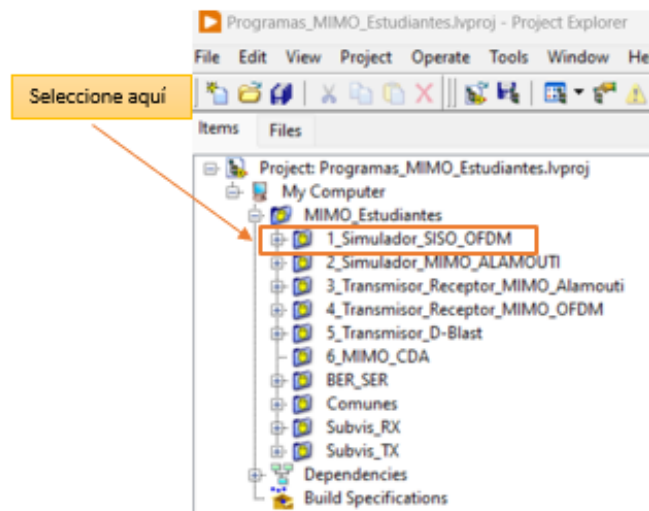 Programas_MIMO_Estudiantes.lvproj - Project Explorer
File Edit View Project Operate Tools Window He
Seleccione aquí
Items Files
Project: Programas_MIMO_Estudiantes.lvproj
My Computer
MIMO_Estudiantes
1_Simulador_SISO_OFDM
2_Simulador_MIMO_ALAMOUTI
3_Transmisor_Receptor_MIMO_Alamouti
4_Transmisor_Receptor_MIMO_OFDM
5_Transmisor_D-Blast
6_MIMO_CDA
BER_SER
Comunes
Subvis_RX
Subvis_TX
Dependencies
Build Specifications